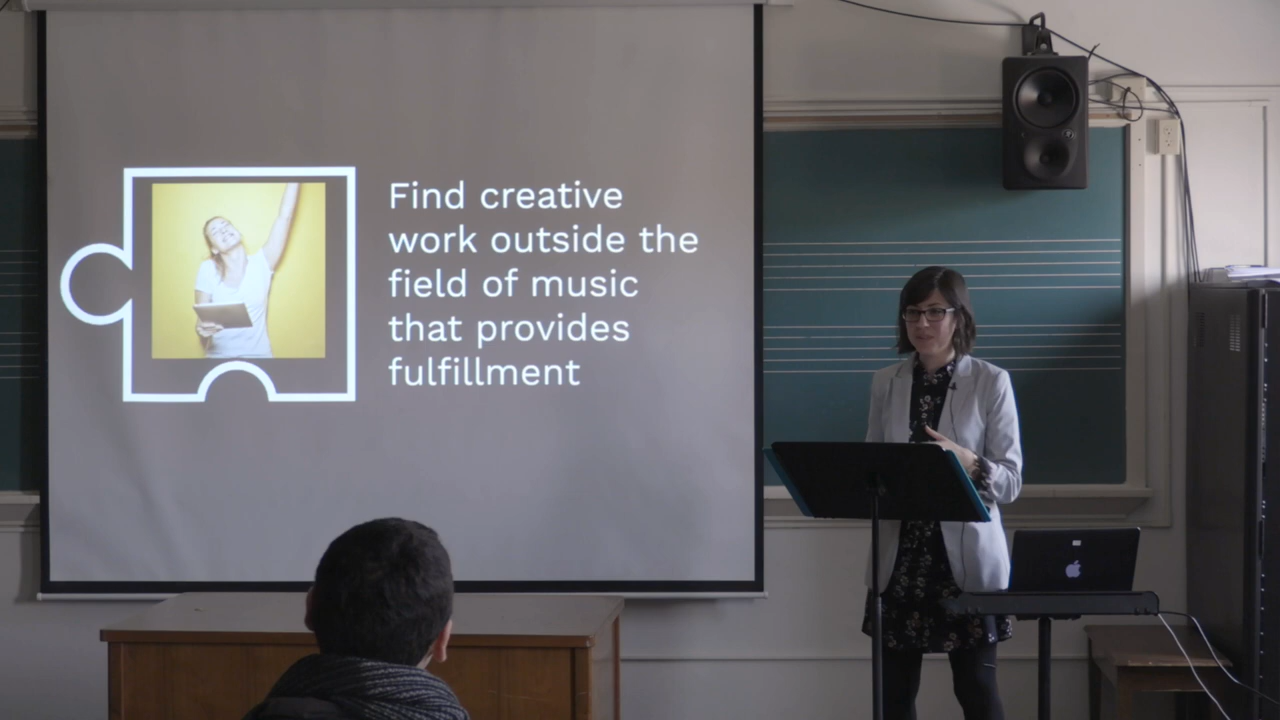 Find creative
work outside the
field of music
that provides
fulfillment